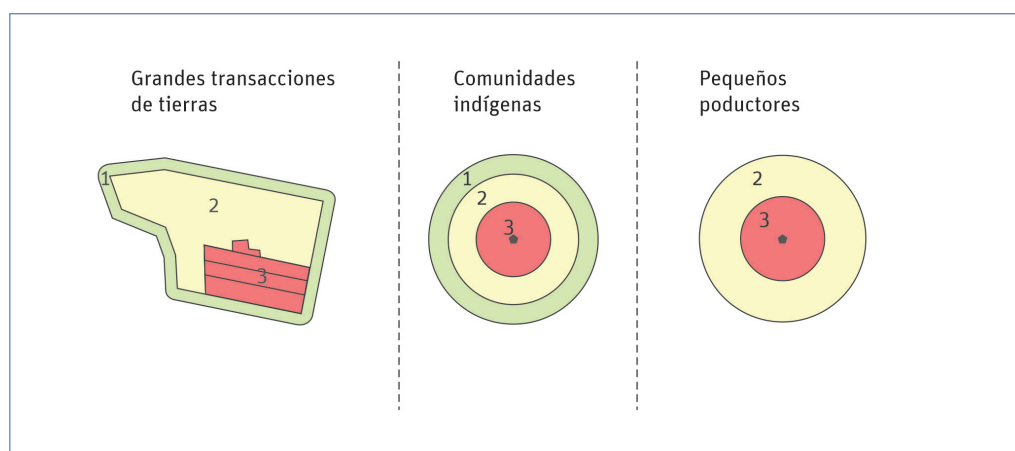 Grandes transacciones
de tierras
Comunidades
indígenas
Pequeños
poductores
1
2
3
1
2
3
2
3